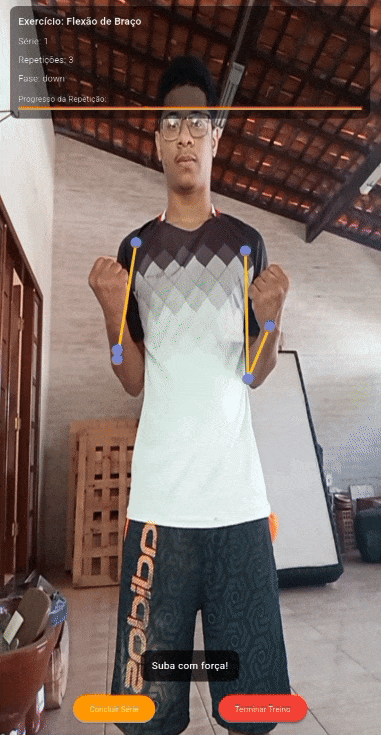 Exercício: Flexão de Braço
Série: 1
Repetições: 3
Fase: down
Progresso da Repetição:
adidas
Suba com força!
Concluir Série
Terminar Treino